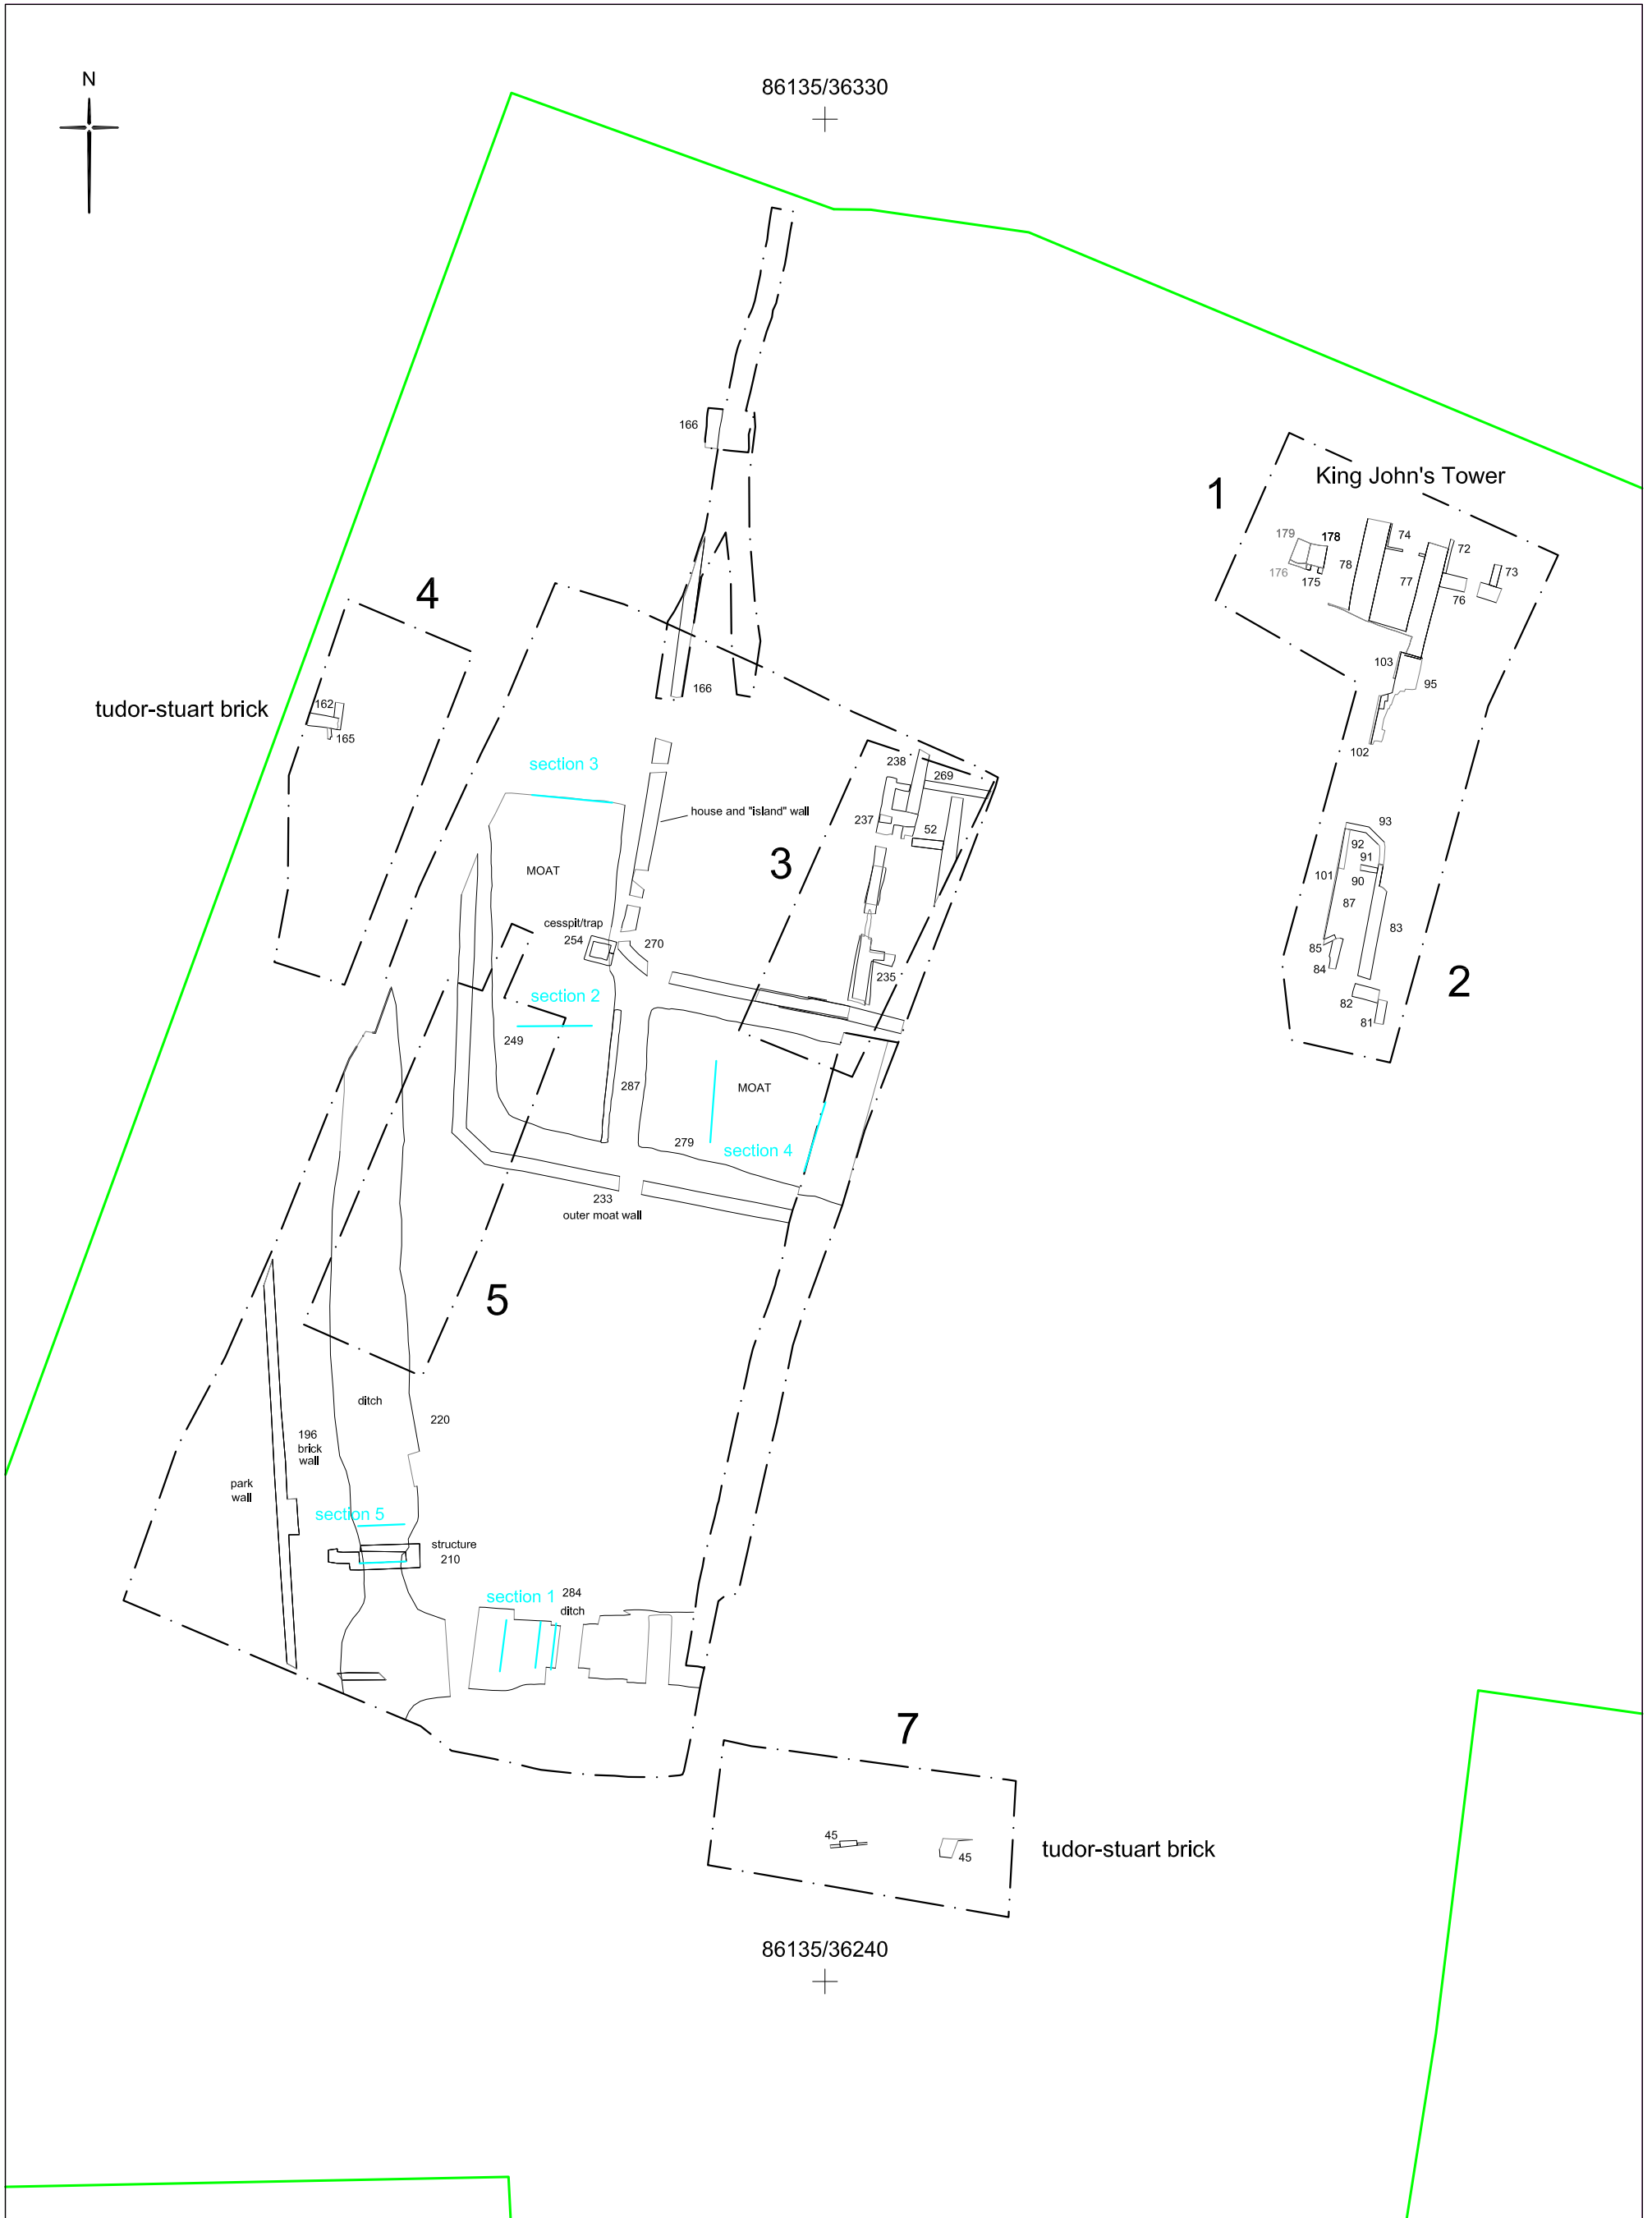 N
86135/36330
166
1
King John's Tower
179
178
74
72
176
175
78
77
73
76
4
103
166
95
tudor-stuart brick
162
165
102
section 3
238
269
house and "island" wall
237
52
93
3
92
MOAT
91
101
90
cesspit/trap
87
254
270
83
85
84
235
2
section 2
82
81
249
287
MOAT
279
section 4
233
outer moat wall
5
ditch
220
196
brick
wall
park
wall
section 5
structure
210
section 1
284
ditch
7
45
45
tudor-stuart brick
86135/36240